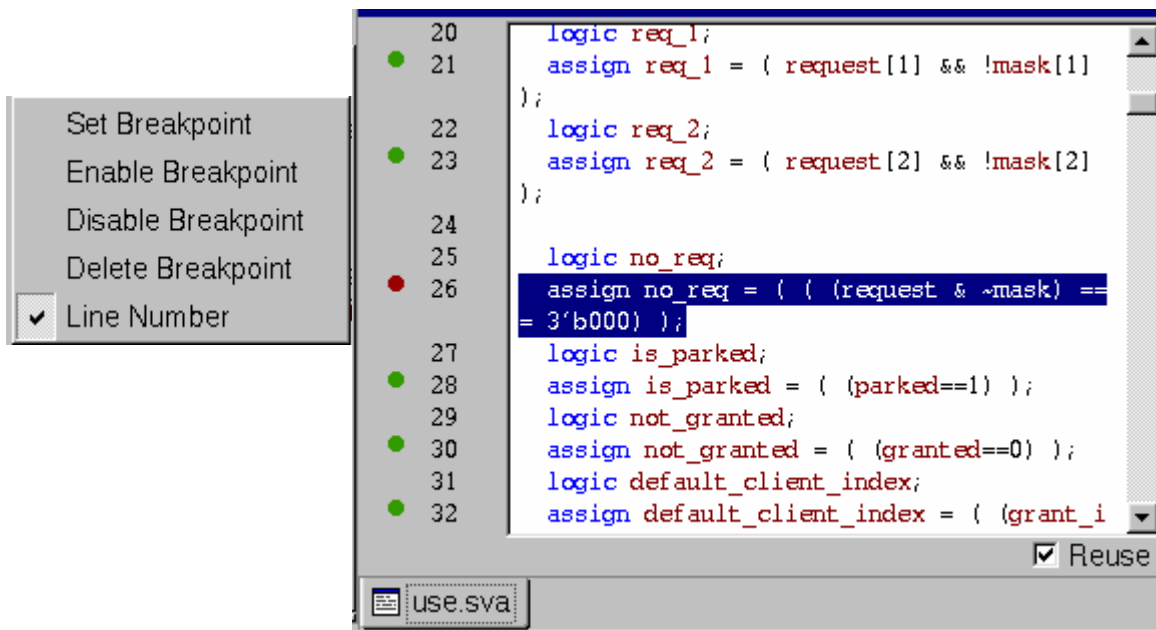 Set Breakpoint
Enable Breakpoint
Disable Breakpoint
Delete Breakpoint
Line Number
20 logic req_1;
21 assign req_1 = ( request[1] && !mask[1]
);
22 logic req_2;
23 assign req_2 = ( request[2] && !mask[2]
);
24
25 logic no_req;
26 assign no_req = ( ( (request & ~mask) ==
= 3'b000) );
27 logic is_parked;
28 assign is_parked = ( (parked==1) );
29 logic not_granted;
30 assign not_granted = ( (granted==0) );
31 logic default_client_index;
32 assign default_client_index = ( (grant_i
Reuse
use.sva